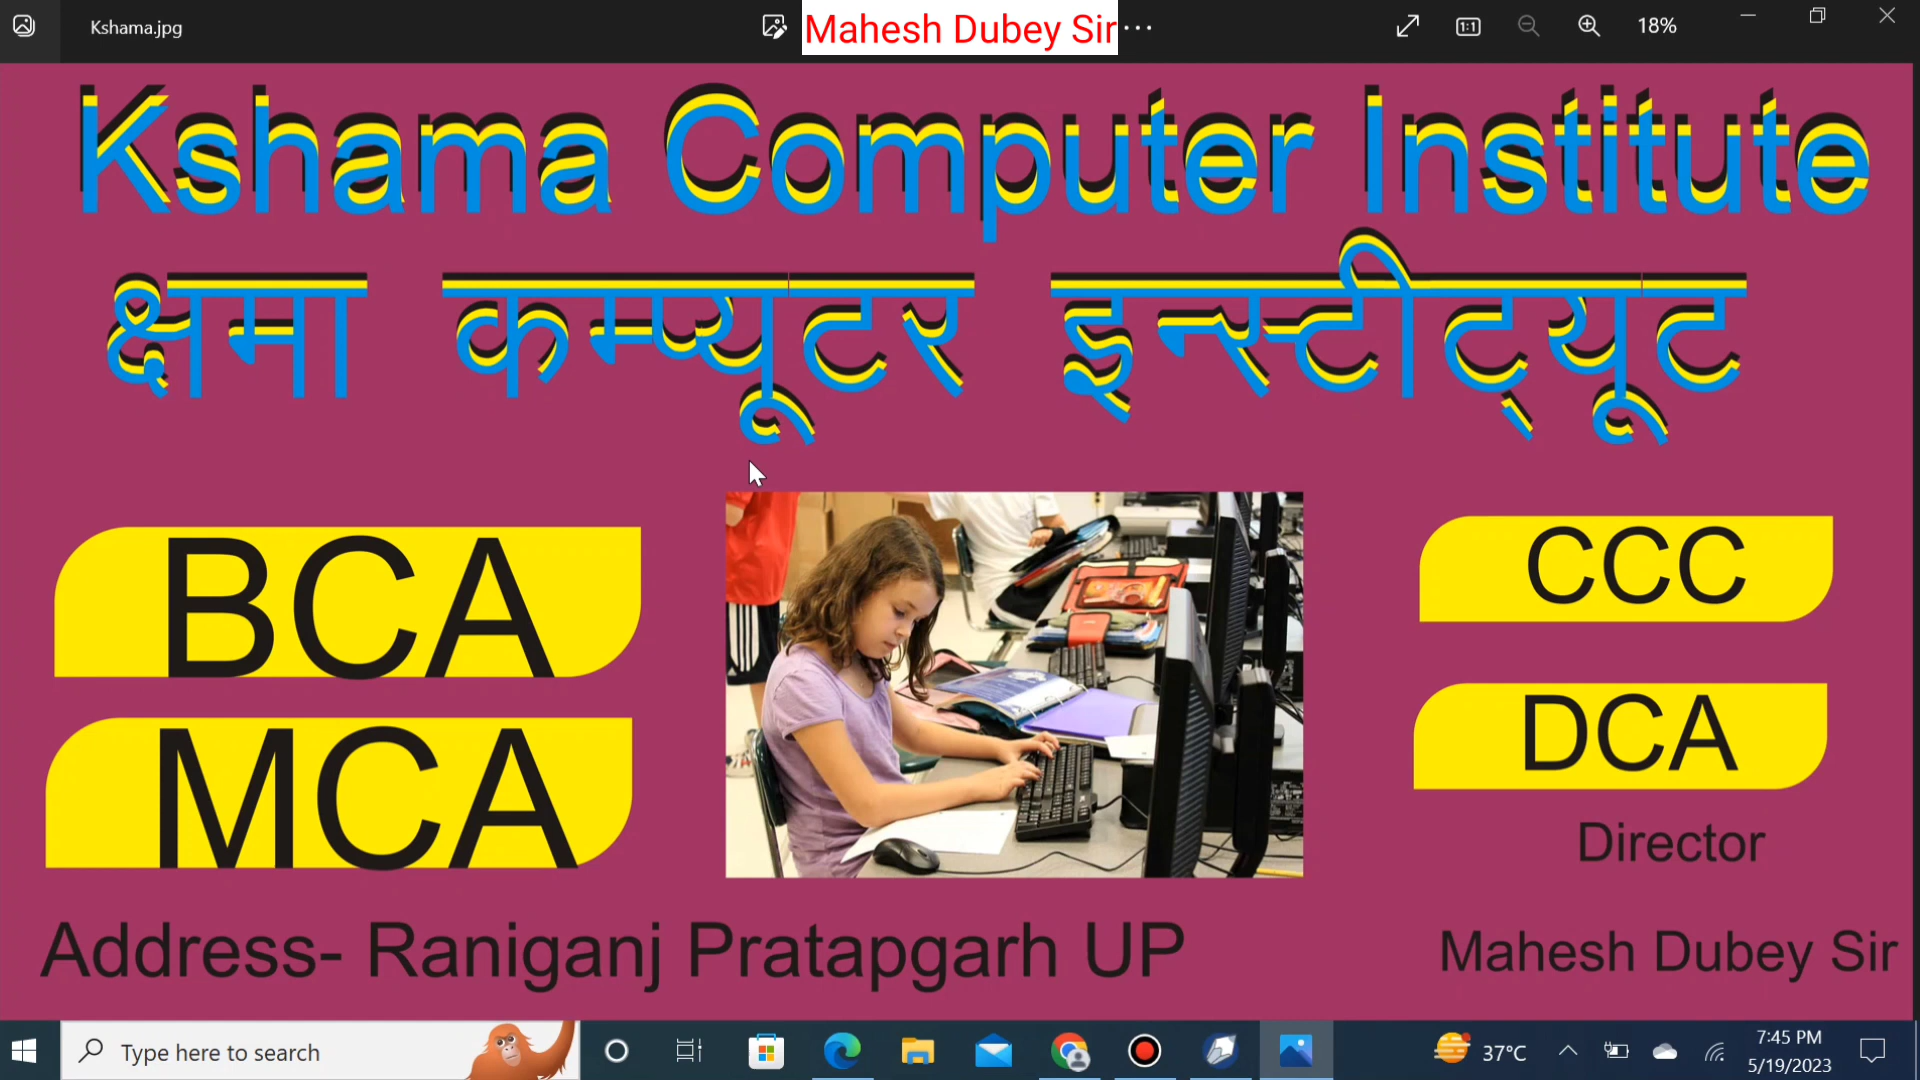 Kshama.jpg
Mahesh Dubey Sir
18%
Kshama Computer Institute
क्षमा कम्प्यूटर इन्स्टीट्यूट
BCA
CCC
MCA
DCA
Director
Address- Raniganj Pratapgarh UP
Mahesh Dubey Sir
Type here to search
37°C
7:45 PM
5/19/2023